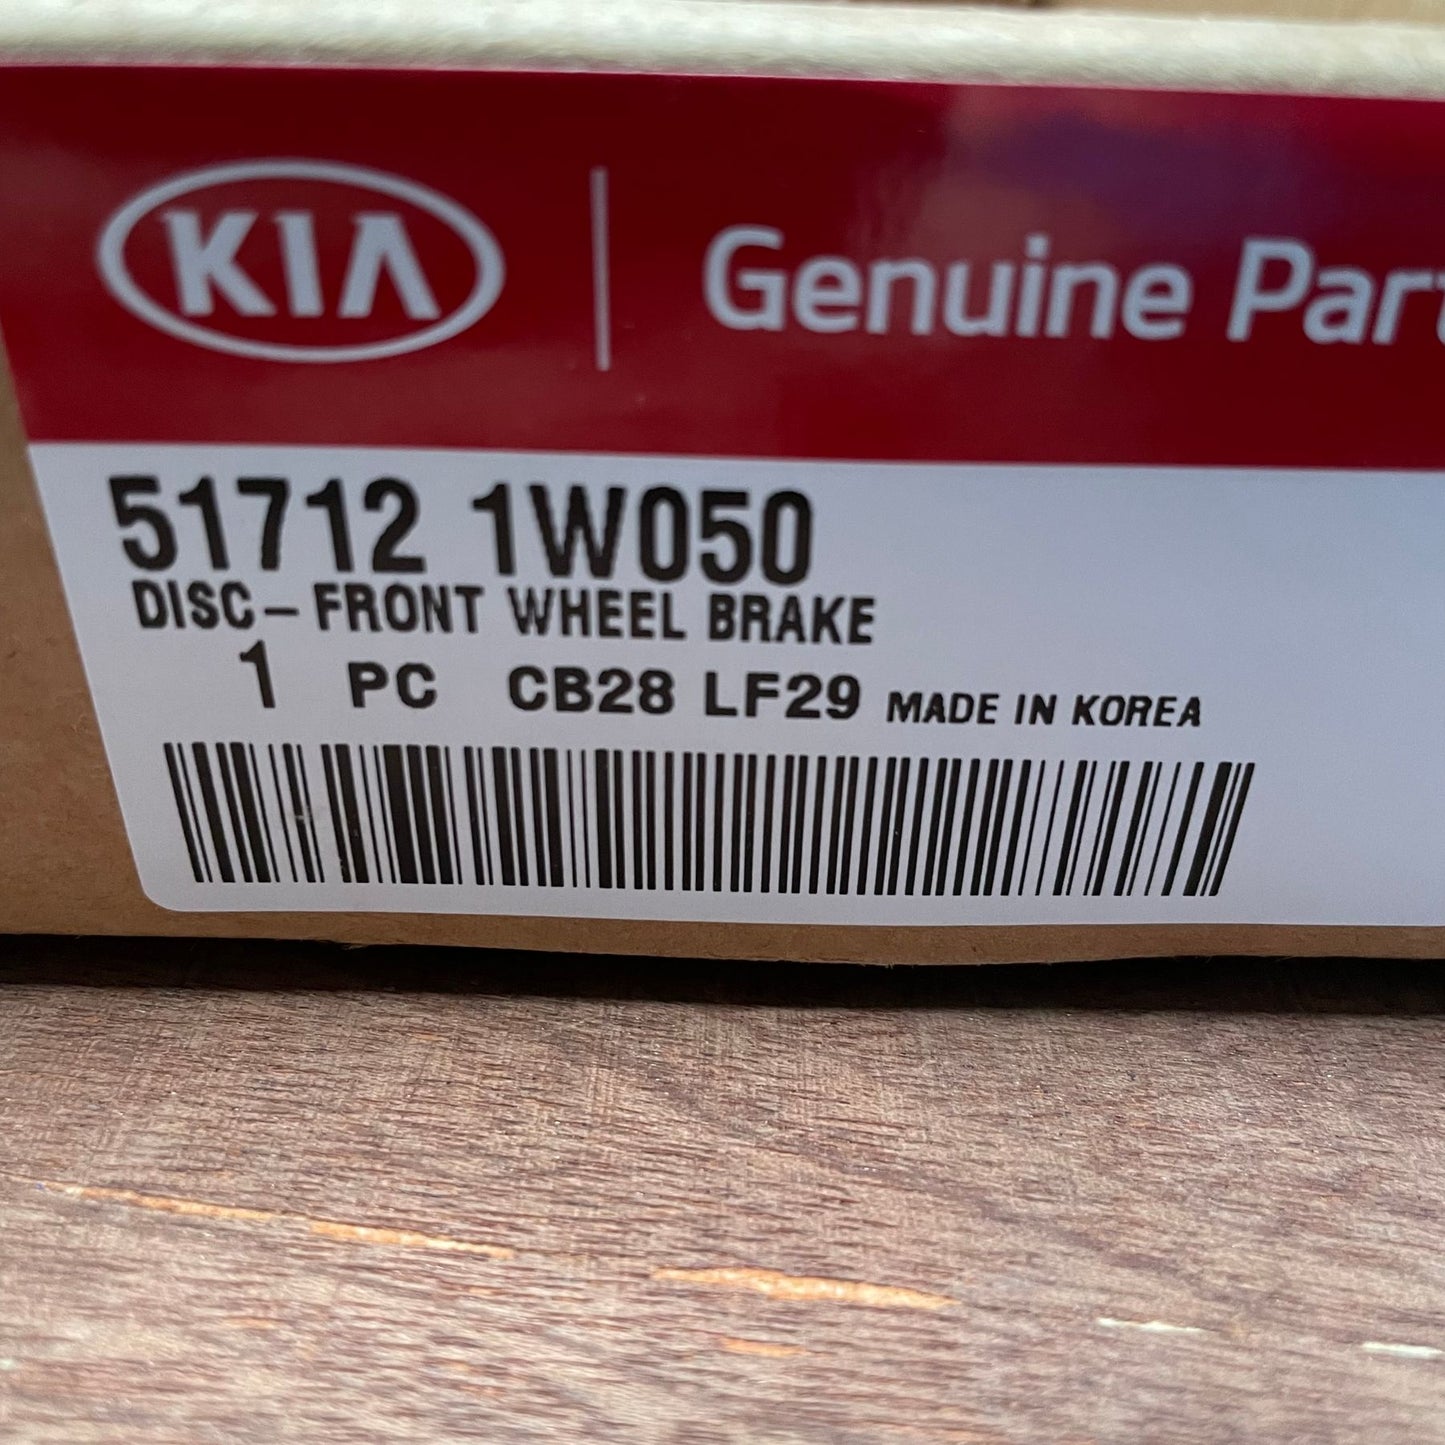 KIA Genuine Part
51712 1W050
DISC-FRONT WHEEL BRAKE
1 PC CB28 LF29 MADE IN KOREA